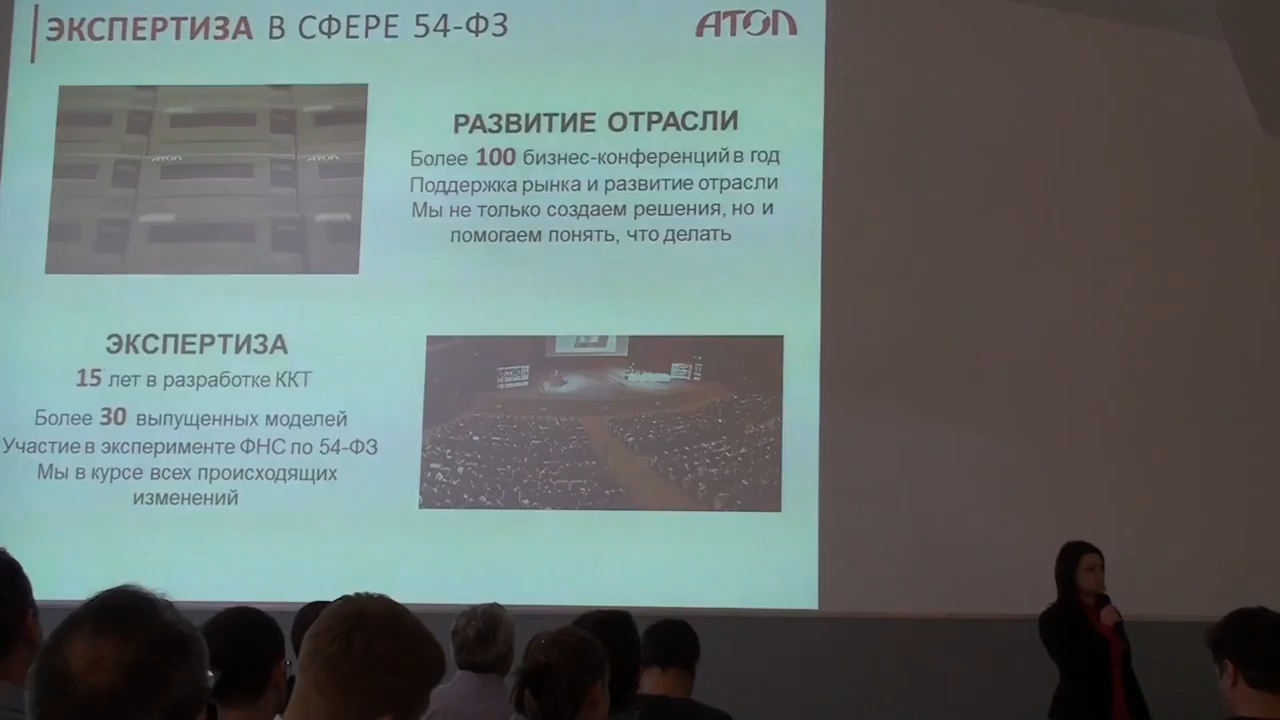 ЭКСПЕРТИЗА В СФЕРЕ 54-ФЗ
АТОЛ
РАЗВИТИЕ ОТРАСЛИ
Более 100 бизнес-конференций в год
Поддержка рынка и развитие отрасли
Мы не только создаем решения, но и
помогаем понять, что делать
ЭКСПЕРТИЗА
15 лет в разработке ККТ
Более 30 выпущенных моделей
Участие в эксперименте ФНС по 54-ФЗ
Мы в курсе всех происходящих
изменений